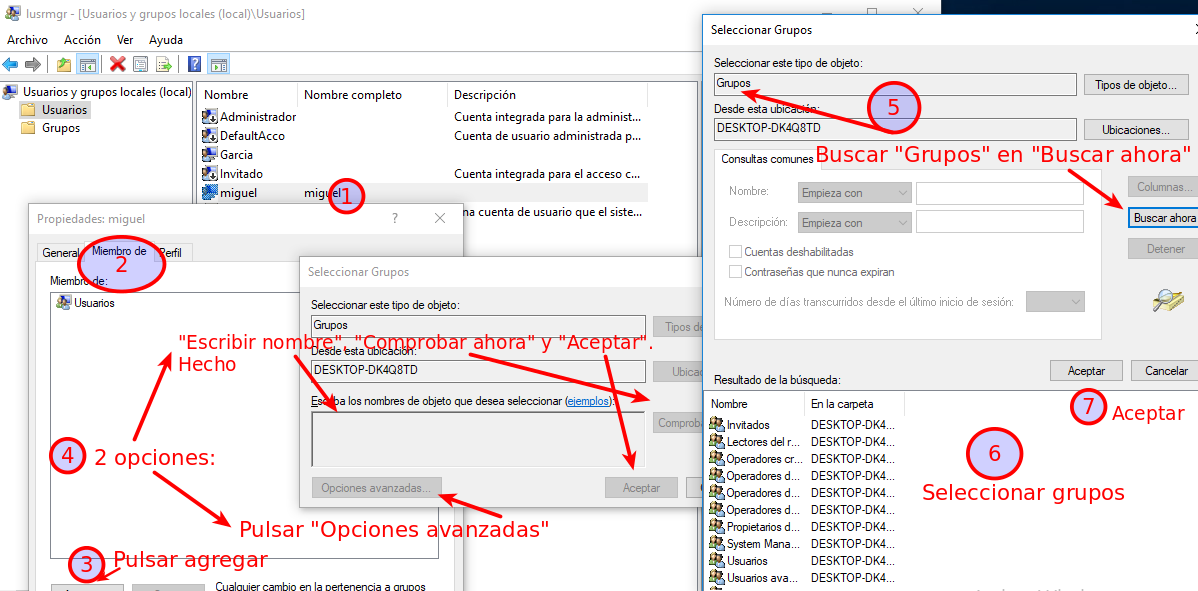 lusrmgr - [Usuarios y grupos locales (local)\Usuarios]
Archivo Acción Ver Ayuda
Usuarios y grupos locales (local)
Usuarios
Grupos
Nombre Nombre completo Descripción
Administrador Cuenta integrada para la administ...
DefaultAcco Cuenta de usuario administrada p...
Garcia
Invitado Cuenta integrada para el acceso c...
miguel miguel
1
na cuenta de usuario que el siste...
Propiedades: miguel
General Miembro de Perfil
2
Miembro de:
Usuarios
4 2 opciones:
3 Pulsar agregar
Cualquier cambio en la pertenencia a grupos
Seleccionar Grupos
Seleccionar este tipo de objeto:
Grupos
Tipos de
"Escribir nombre", "Comprobar ahora" y "Aceptar".
Hecho
Desde esta ubicación:
DESKTOP-DK4Q8TD
Ubicac
Escriba los nombres de objeto que desea seleccionar (ejemplos):
Comproba
Opciones avanzadas... Aceptar
Pulsar "Opciones avanzadas"
Seleccionar Grupos
Seleccionar este tipo de objeto:
Grupos Tipos de objeto...
5
Desde esta ubicación:
DESKTOP-DK4Q8TD Ubicaciones...
Buscar "Grupos" en "Buscar ahora"
Consultas comunes
Nombre: Empieza con
Columnas...
Descripción: Empieza con
Buscar ahora
Cuentas deshabilitadas
Detener
Contraseñas que nunca expiran
Número de días transcurridos desde el último inicio de sesión:
Aceptar Cancelar
Resultado de la búsqueda:
7 Aceptar
Nombre En la carpeta
Invitados DESKTOP-DK4...
Lectores del r... DESKTOP-DK4...
Operadores cr... DESKTOP-DK4...
Operadores d... DESKTOP-DK4...
Operadores d... DESKTOP-DK4...
Operadores d... DESKTOP-DK4...
Propietarios d... DESKTOP-DK4...
System Mana... DESKTOP-DK4...
Usuarios DESKTOP-DK4...
Usuarios ava... DESKTOP-DK4...
6
Seleccionar grupos